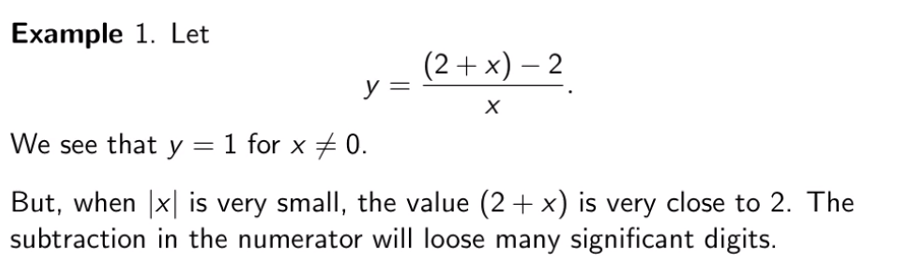 Example 1. Let
y = \frac{(2 + x) − 2}{x}.
We see that y = 1 for x ≠ 0.
But, when |x| is very small, the value (2 + x) is very close to 2. The
subtraction in the numerator will loose many significant digits.